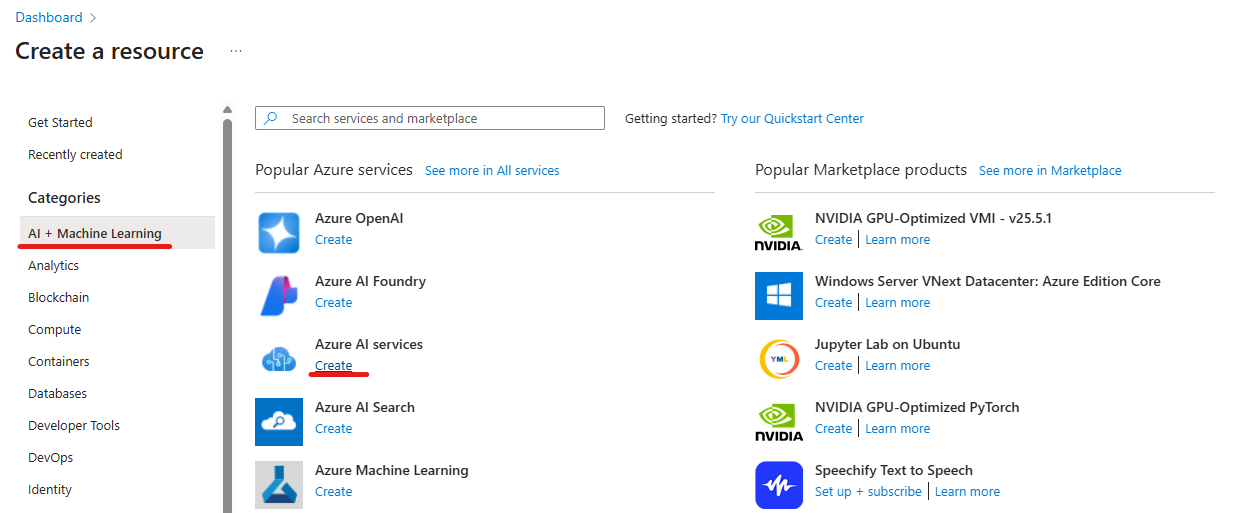 Dashboard
Create a resource
Get Started
Recently created
Categories
AI + Machine Learning
Analytics
Blockchain
Compute
Containers
Databases
Developer Tools
DevOps
Identity
Search services and marketplace
Getting started? Try our Quickstart Center
Popular Azure services See more in All services
Azure OpenAI
Create
Azure AI Foundry
Create
Azure AI services
Create
Azure AI Search
Create
Azure Machine Learning
Create
Popular Marketplace products See more in Marketplace
NVIDIA
NVIDIA GPU-Optimized VMI - v25.5.1
Create | Learn more
Windows Server VNext Datacenter: Azure Edition Core
Create | Learn more
YML
Jupyter Lab on Ubuntu
Create | Learn more
NVIDIA
NVIDIA GPU-Optimized PyTorch
Create | Learn more
Speechify Text to Speech
Set up + subscribe | Learn more